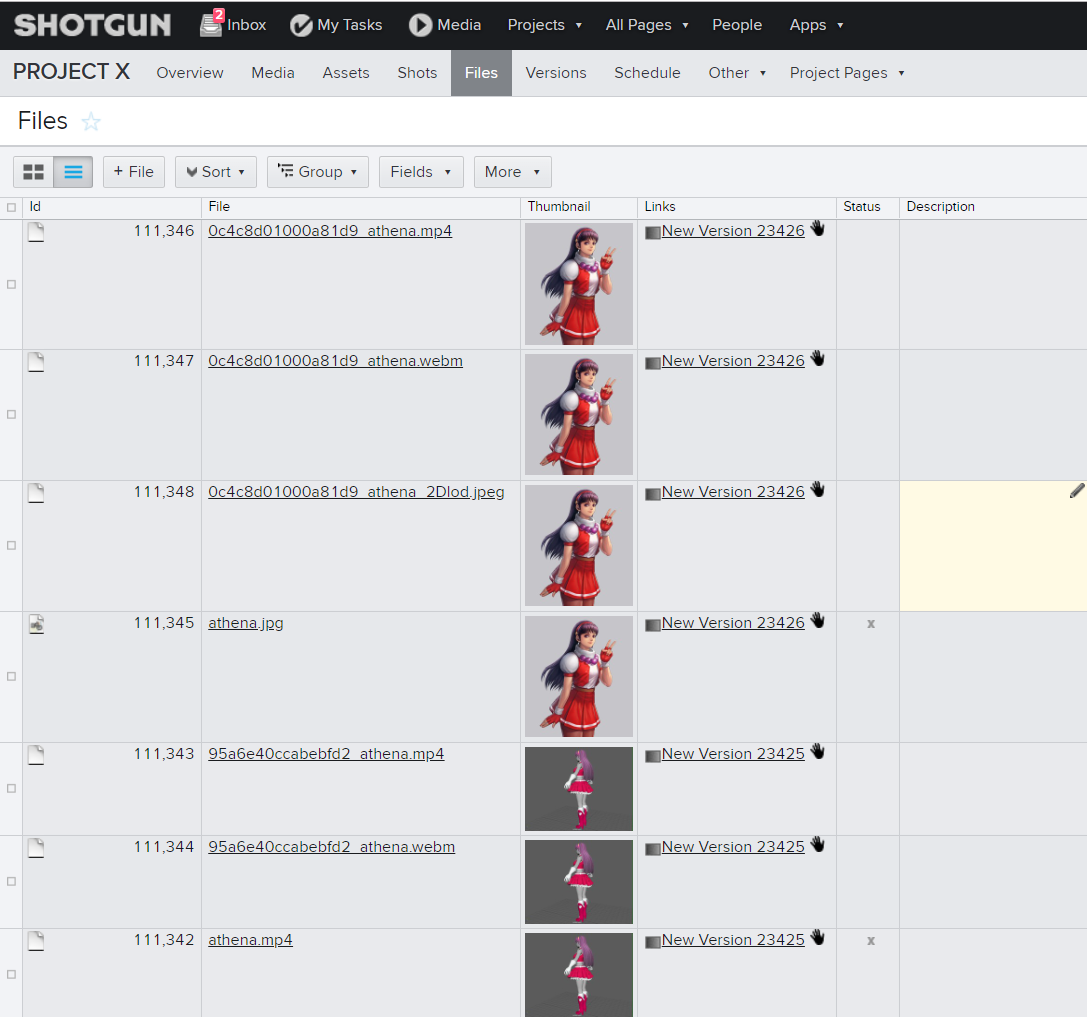 SHOTGUN 2 Inbox My Tasks Media Projects All Pages People Apps
PROJECT X Overview Media Assets Shots Files Versions Schedule Other Project Pages
Files
+ File Sort Group Fields More
Id File Thumbnail Links Status Description
111,346 0c4c8d01000a81d9_athena.mp4 New Version 23426
111,347 0c4c8d01000a81d9_athena.webm New Version 23426
111,348 0c4c8d01000a81d9_athena_2Dlod.jpeg New Version 23426
111,345 athena.jpg New Version 23426 x
111,343 95a6e40ccabebfd2_athena.mp4 New Version 23425
111,344 95a6e40ccabebfd2_athena.webm New Version 23425
111,342 athena.mp4 New Version 23425 x